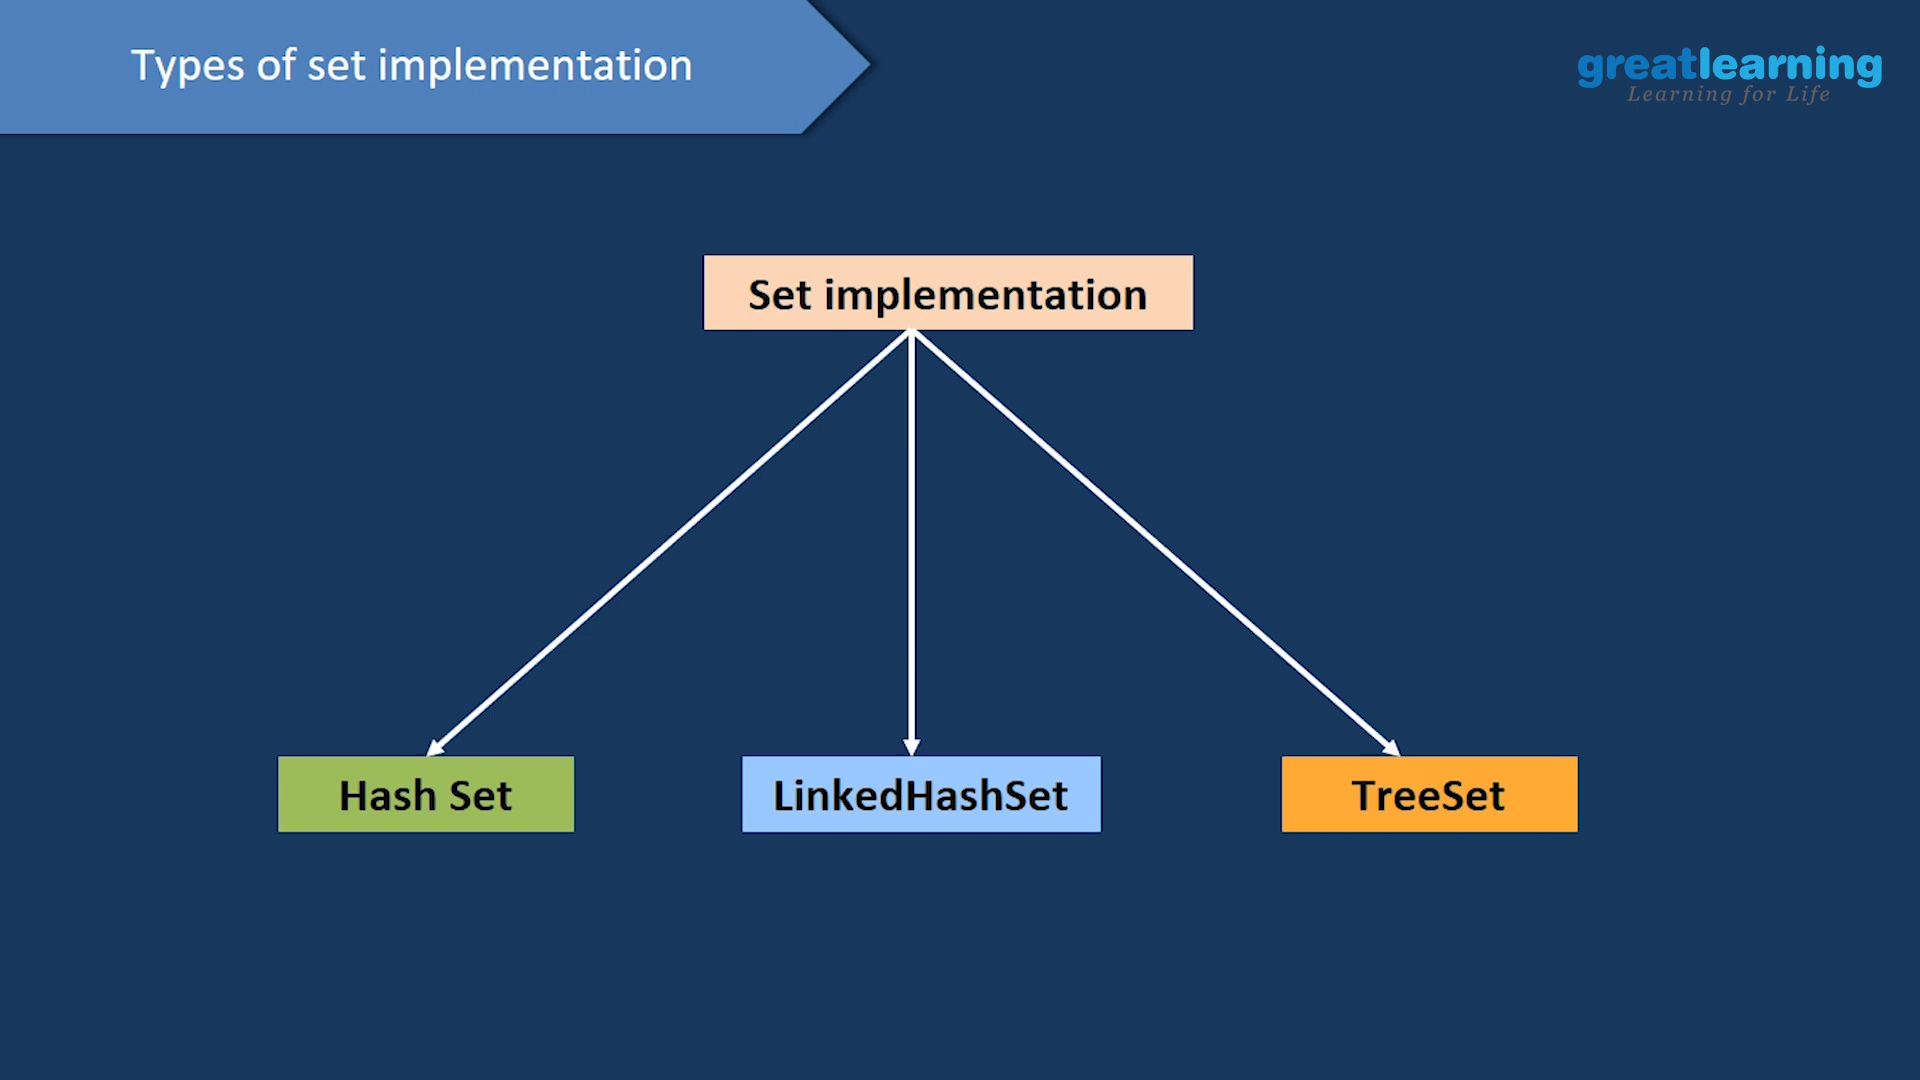 Types of set implementation
greatlearning
Learning for Life
Set implementation
Hash Set
LinkedHashSet
TreeSet